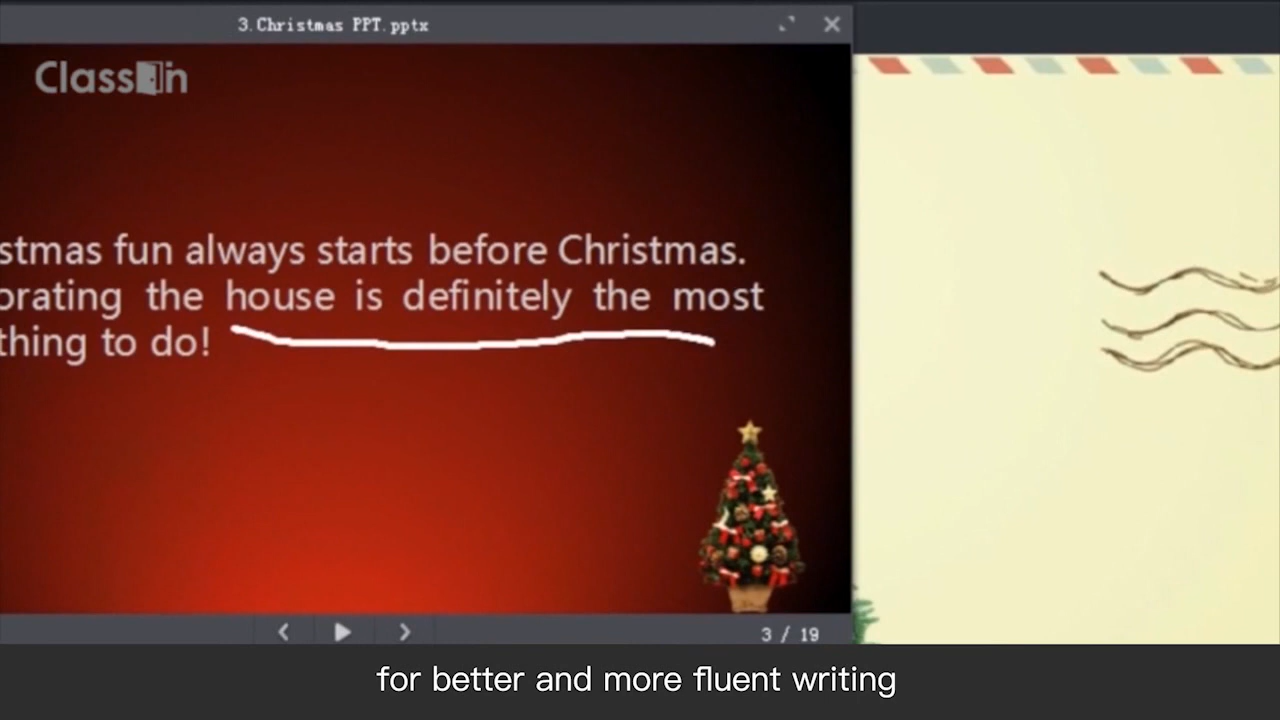 3.Christmas PPT.pptx
ClassIn
stmas fun always starts before Christmas.
orating the house is definitely the most
thing to do!
3 / 19
for better and more fluent writing